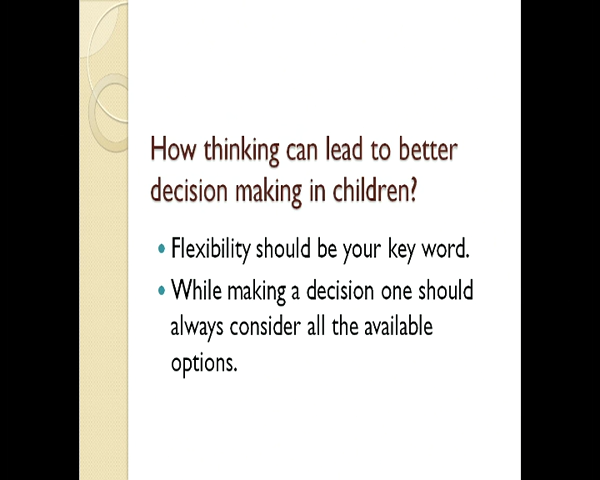 How thinking can lead to better
decision making in children?
• Flexibility should be your key word.
• While making a decision one should
always consider all the available
options.